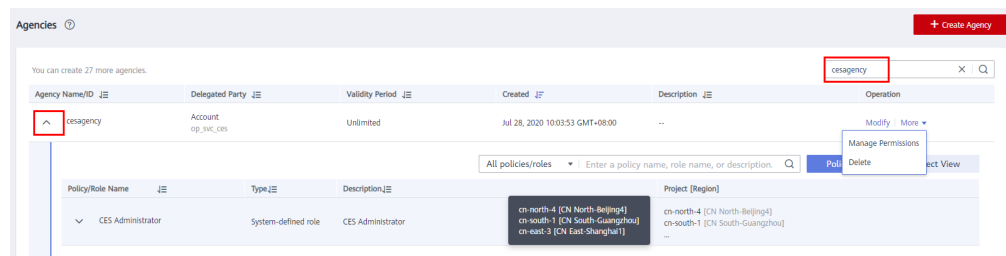 Agencies ?
+ Create Agency
You can create 27 more agencies.
cesagency
Agency Name/ID
Delegated Party
Validity Period
Created
Description
Operation
cesagency
Account
op_svc_ces
Unlimited
Jul 28, 2020 10:03:53 GMT+08:00
--
Modify More
Manage Permissions
Delete
All policies/roles
Enter a policy name, role name, or description.
ect View
Policy/Role Name
Type
Description
Project [Region]
CES Administrator
System-defined role
CES Administrator
cn-north-4 [CN North-Beijing4]
cn-south-1 [CN South-Guangzhou]
cn-east-3 [CN East-Shanghai1]
cn-north-4 [CN North-Beijing4]
cn-south-1 [CN South-Guangzhou]
...